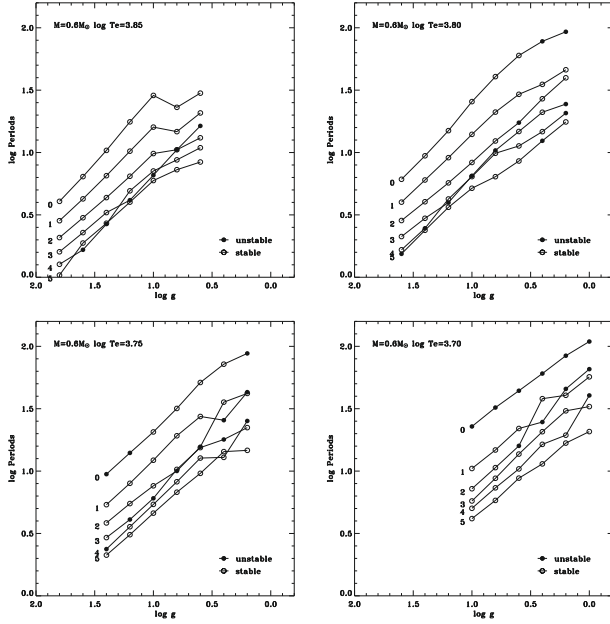 M=0.6M⊙ log Te=3.85
2.0
1.5
1.0
0.5
0.0
log Periods
0
1
2
3
4
5
unstable
stable
2.0 1.5 1.0 0.5 0.0
log g
M=0.6M⊙ log Te=3.80
2.0
1.5
1.0
0.5
0.0
log Periods
0
1
2
3
4
5
unstable
stable
2.0 1.5 1.0 0.5 0.0
log g
M=0.6M⊙ log Te=3.75
2.0
1.5
1.0
0.5
0.0
log Periods
0
1
2
3
4
5
unstable
stable
2.0 1.5 1.0 0.5 0.0
log g
M=0.6M⊙ log Te=3.70
2.0
1.5
1.0
0.5
0.0
log Periods
0
1
2
3
4
5
unstable
stable
2.0 1.5 1.0 0.5 0.0
log g